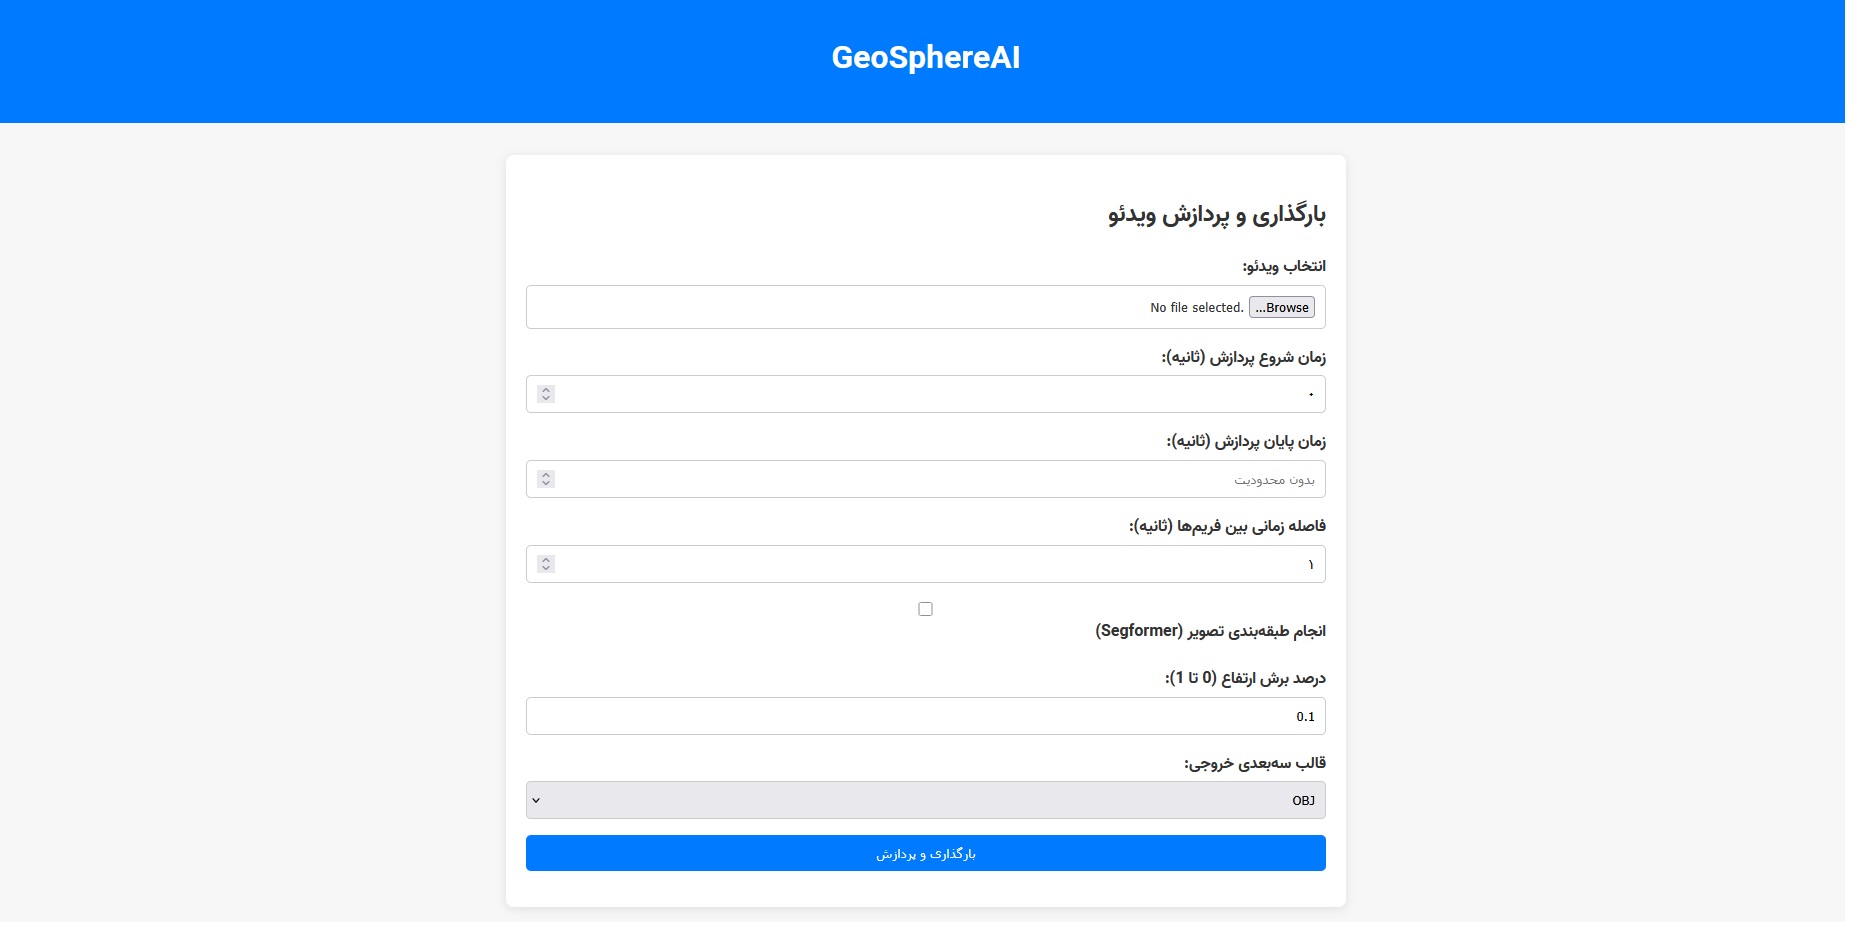 GeoSphereAI
بارگذاری و پردازش ویدئو
انتخاب ویدئو:
Browse... No file selected.
زمان شروع پردازش (ثانیه):
۰
زمان پایان پردازش (ثانیه):
بدون محدودیت
فاصله زمانی بین فریم‌ها (ثانیه):
۱
انجام طبقه‌بندی تصویر (Segformer)
درصد برش ارتفاع (0 تا 1):
0.1
قالب سه‌بعدی خروجی:
OBJ
بارگذاری و پردازش